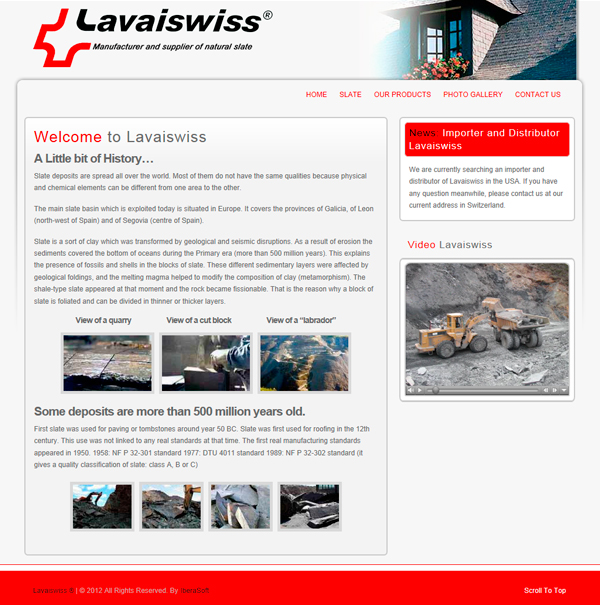 Lavaiswiss®
Manufacturer and supplier of natural slate
HOME SLATE OUR PRODUCTS PHOTO GALLERY CONTACT US
Welcome to Lavaiswiss
A Little bit of History…
Slate deposits are spread all over the world. Most of them do not have the same qualities because physical
and chemical elements can be different from one area to the other.
The main slate basin which is exploited today is situated in Europe. It covers the provinces of Galicia, of Leon
(north-west of Spain) and of Segovia (centre of Spain).
Slate is a sort of clay which was transformed by geological and seismic disruptions. As a result of erosion the
sediments covered the bottom of oceans during the Primary era (more than 500 million years). This explains
the presence of fossils and shells in the blocks of slate. These different sedimentary layers were affected by
geological foldings, and the melting magma helped to modify the composition of clay (metamorphism). The
shale-type slate appeared at that moment and the rock became fissionable. That is the reason why a block of
slate is foliated and can be divided in thinner or thicker layers.
View of a quarry View of a cut block View of a “labrador”
Some deposits are more than 500 million years old.
First slate was used for paving or tombstones around year 50 BC. Slate was first used for roofing in the 12th
century. This use was not linked to any real standards at that time. The first real manufacturing standards
appeared in 1950. 1958: NF P 32-301 standard 1977: DTU 4011 standard 1989: NF P 32-302 standard (it
gives a quality classification of slate: class A, B or C)
News: Importer and Distributor
Lavaiswiss
We are currently searching an importer and
distributor of Lavaiswiss in the USA. If you have
any question meanwhile, please contact us at our
current address in Switzerland.
Video Lavaiswiss
Lavaiswiss ® | © 2012 All Rights Reserved. By
Scroll To Top